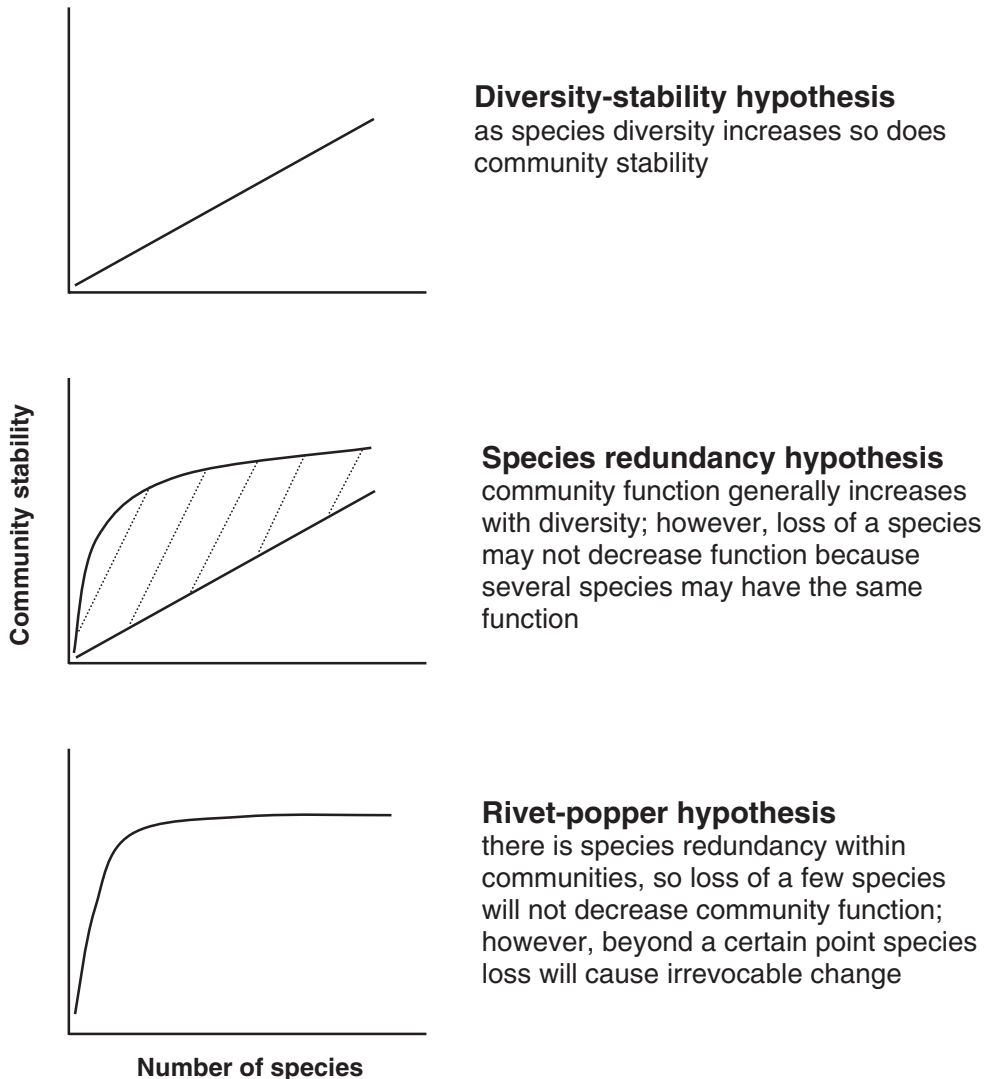 Diversity-stability hypothesis
as species diversity increases so does
community stability
Community stability
Species redundancy hypothesis
community function generally increases
with diversity; however, loss of a species
may not decrease function because
several species may have the same
function
Rivet-popper hypothesis
there is species redundancy within
communities, so loss of a few species
will not decrease community function;
however, beyond a certain point species
loss will cause irrevocable change
Number of species